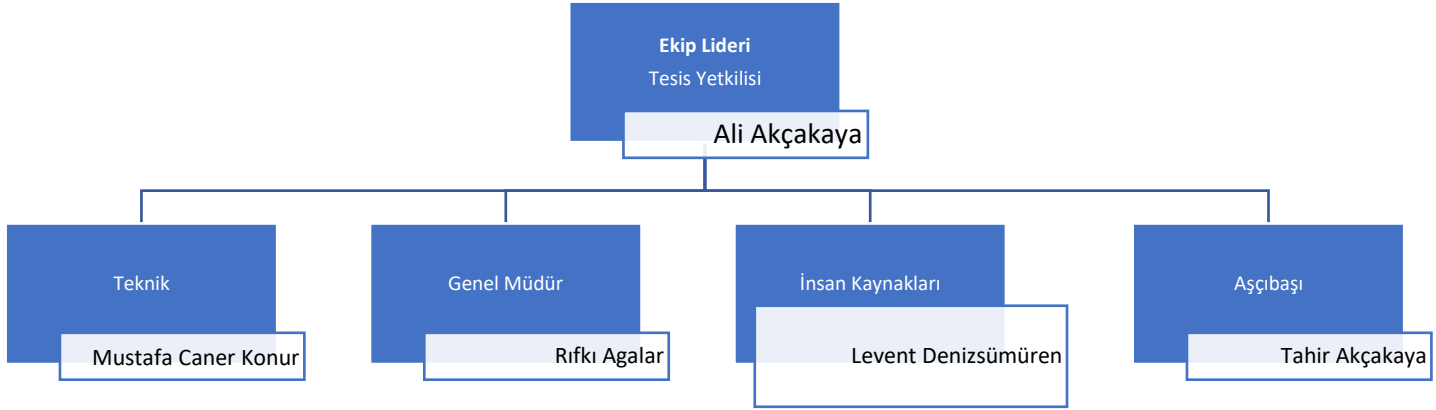 Ekip Lideri
Tesis Yetkilisi
Ali Akçakaya
Teknik
Mustafa Caner Konur
Genel Müdür
Rıfkı Agalar
İnsan Kaynakları
Levent Denizsümüren
Aşçıbaşı
Tahir Akçakaya